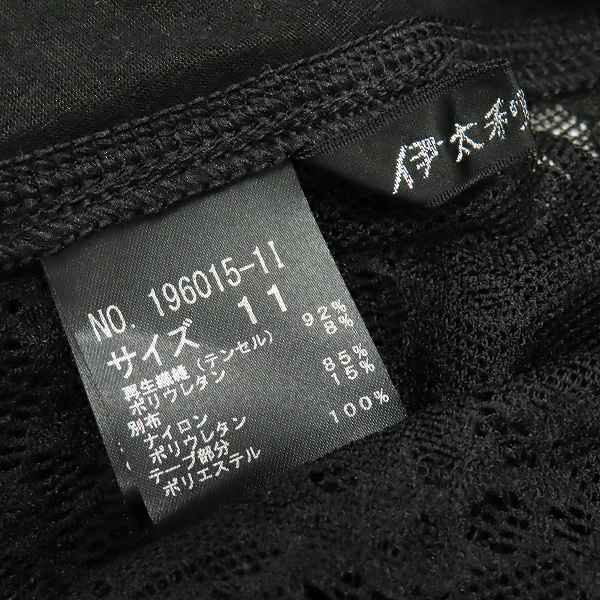 伊太利
NO. 196015-1I
サイズ 11
再生繊維(テンセル) 92%
ポリウレタン 8%
別布
ナイロン 85%
ポリウレタン 15%
テープ部分
ポリエステル 100%